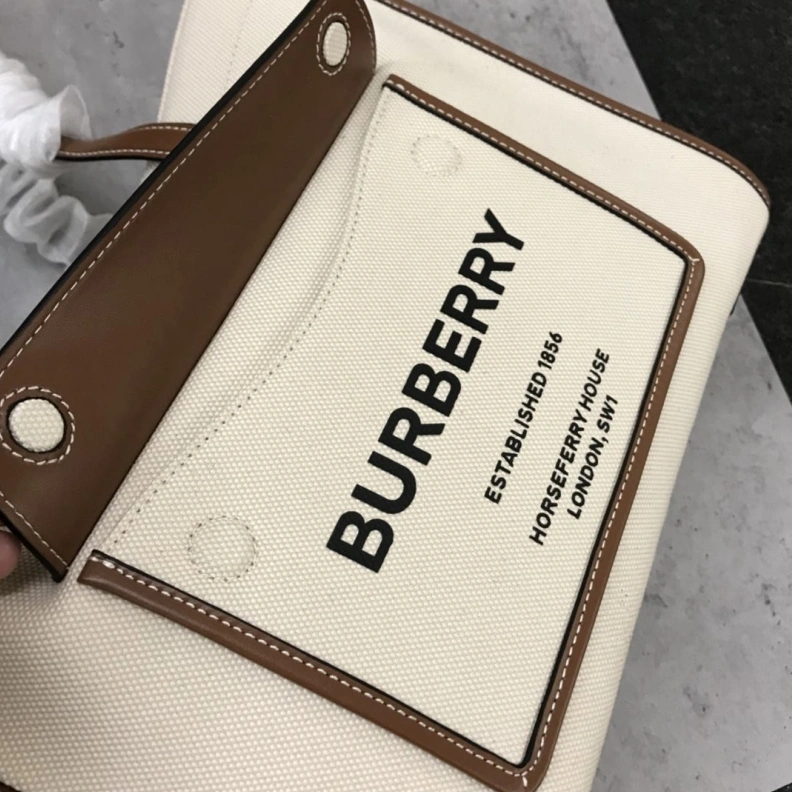 BURBERRY
ESTABLISHED 1856
HORSEFERRY HOUSE
LONDON, SW1